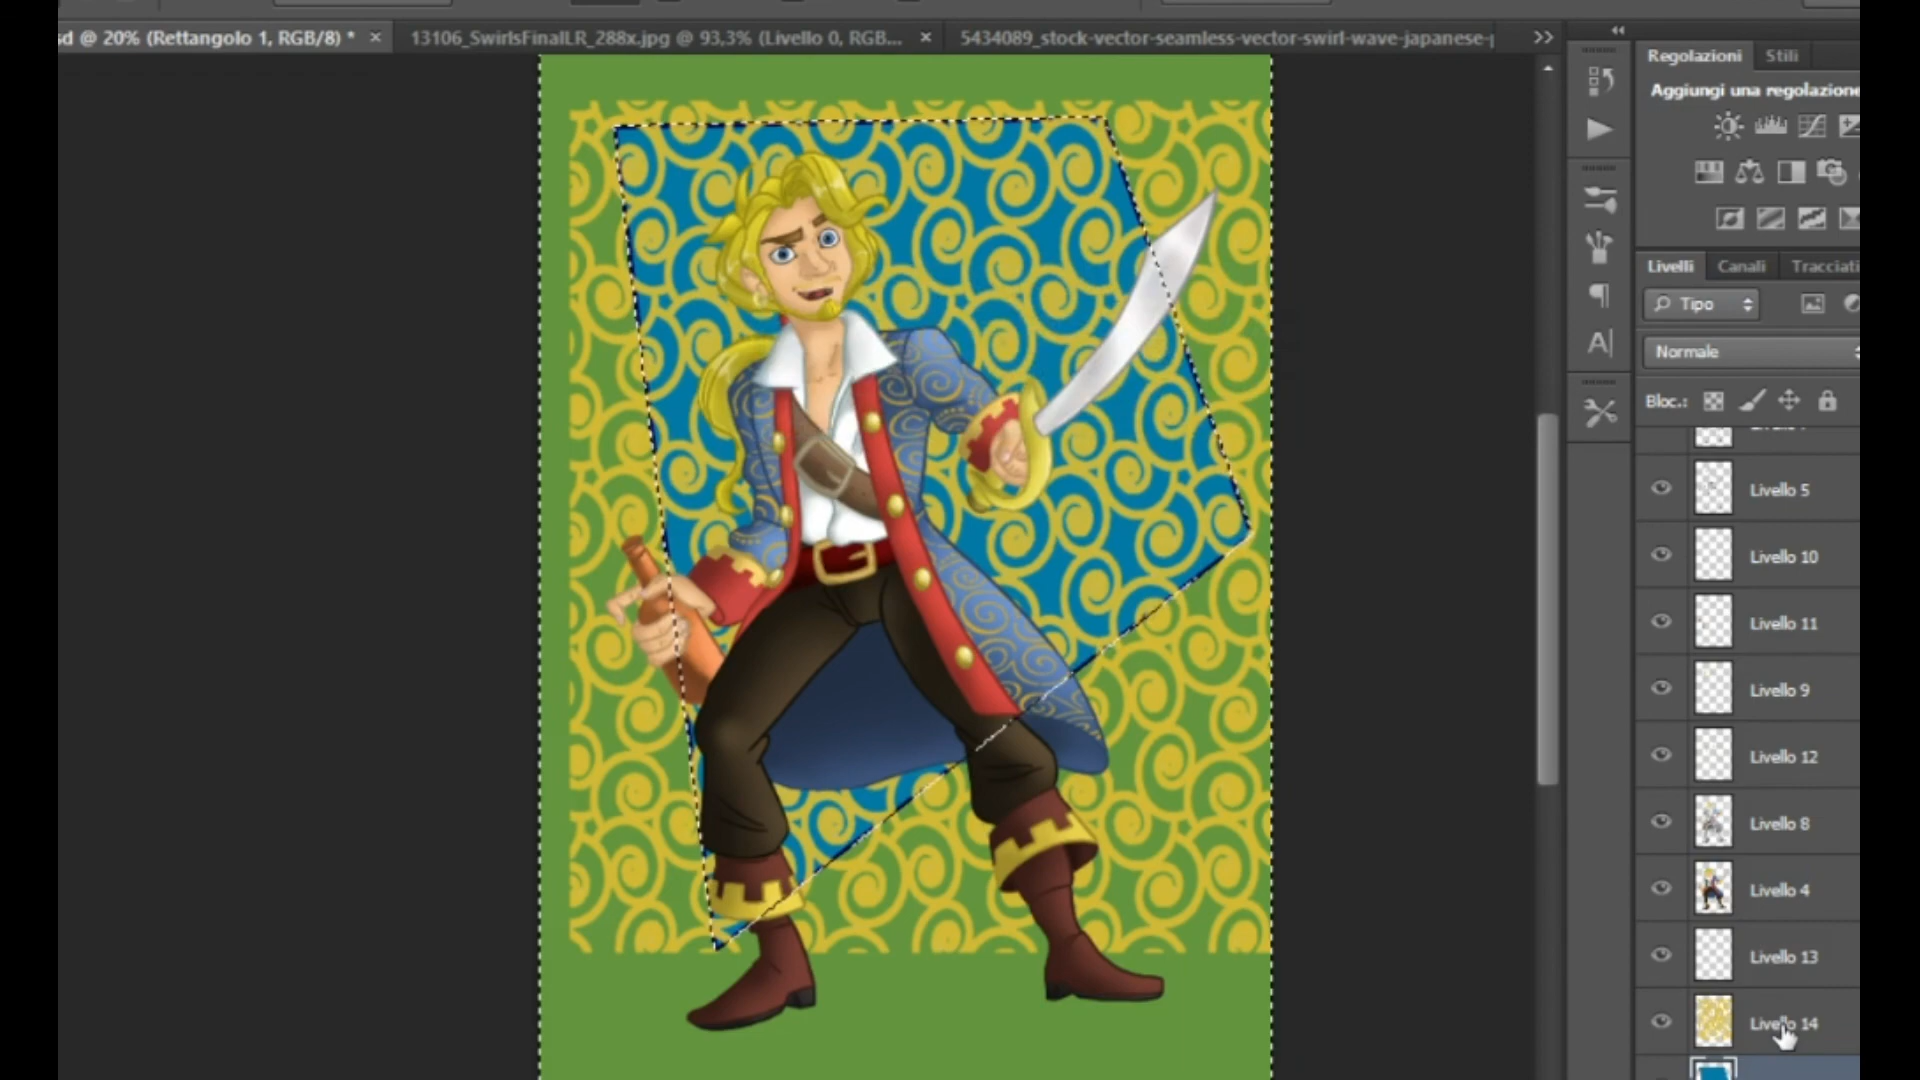 sd @ 20% (Rettangolo 1, RGB/8) *
13106_SwirlsFinalLR_288x.jpg @ 93,3% (Livello 0, RGB...
5434089_stock-vector-seamless-vector-swirl-wave-japanese-
Regolazioni
Stili
Aggiungi una regolazione
Livelli
Canali
Tracciati
Tipo
Normale
Bloc.:
Livello 5
Livello 10
Livello 11
Livello 9
Livello 12
Livello 8
Livello 4
Livello 13
Livello 14